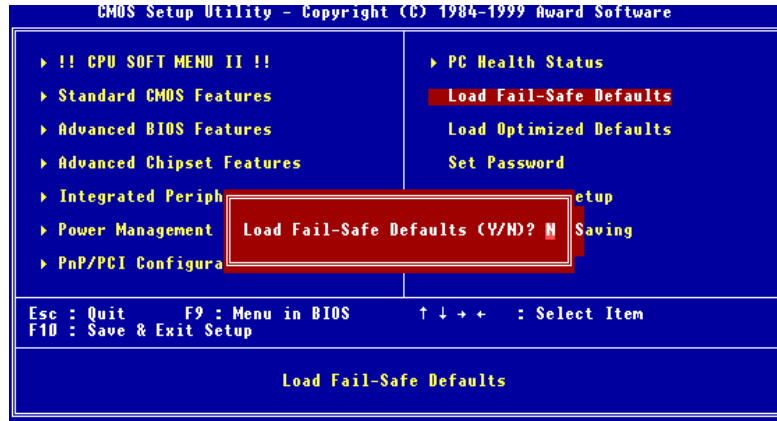 CMOS Setup Utility - Copyright (C) 1984-1999 Award Software
!! CPU SOFT MENU II !!
Standard CMOS Features
Advanced BIOS Features
Advanced Chipset Features
Integrated Periph
Power Management
PnP/PCI Configura
PC Health Status
Load Fail-Safe Defaults
Load Optimized Defaults
Set Password
etup
Saving
Load Fail-Safe Defaults (Y/N)? N
Esc : Quit F9 : Menu in BIOS ↑ ↓ → ← : Select Item
F10 : Save & Exit Setup
Load Fail-Safe Defaults